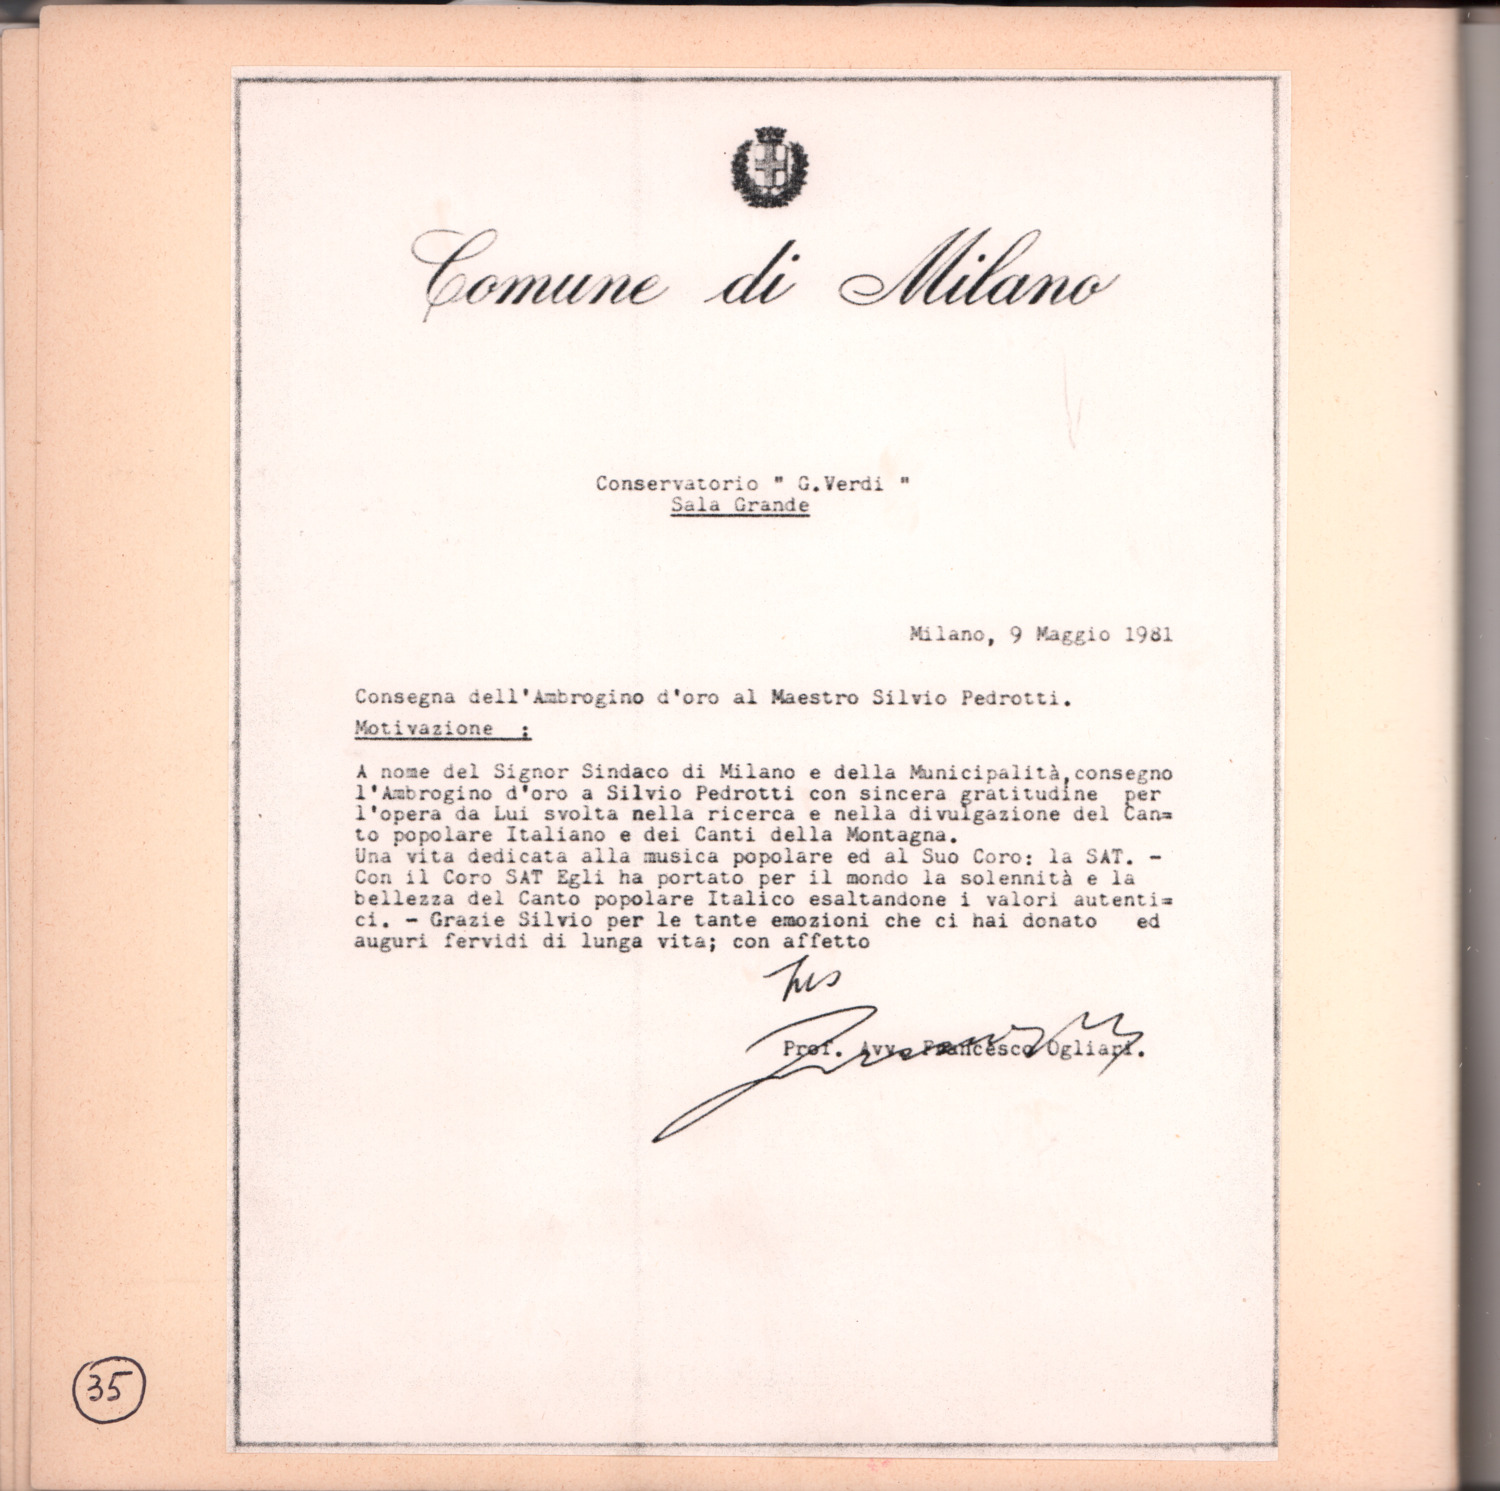 Comune di Milano
Conservatorio " G.Verdi "
Sala Grande
Milano, 9 Maggio 1981
Consegna dell'Ambrogino d'oro al Maestro Silvio Pedrotti.
Motivazione :
A nome del Signor Sindaco di Milano e della Municipalità,consegno
l'Ambrogino d'oro a Silvio Pedrotti con sincera gratitudine per
l'opera da Lui svolta nella ricerca e nella divulgazione del Can=
to popolare Italiano e dei Canti della Montagna.
Una vita dedicata alla musica popolare ed al Suo Coro: la SAT. -
Con il Coro SAT Egli ha portato per il mondo la solennità e la
bellezza del Canto popolare Italico esaltandone i valori autenti=
ci. - Grazie Silvio per le tante emozioni che ci hai donato ed
auguri fervidi di lunga vita; con affetto
Prof. Avv. Francesco Ogliari.
35